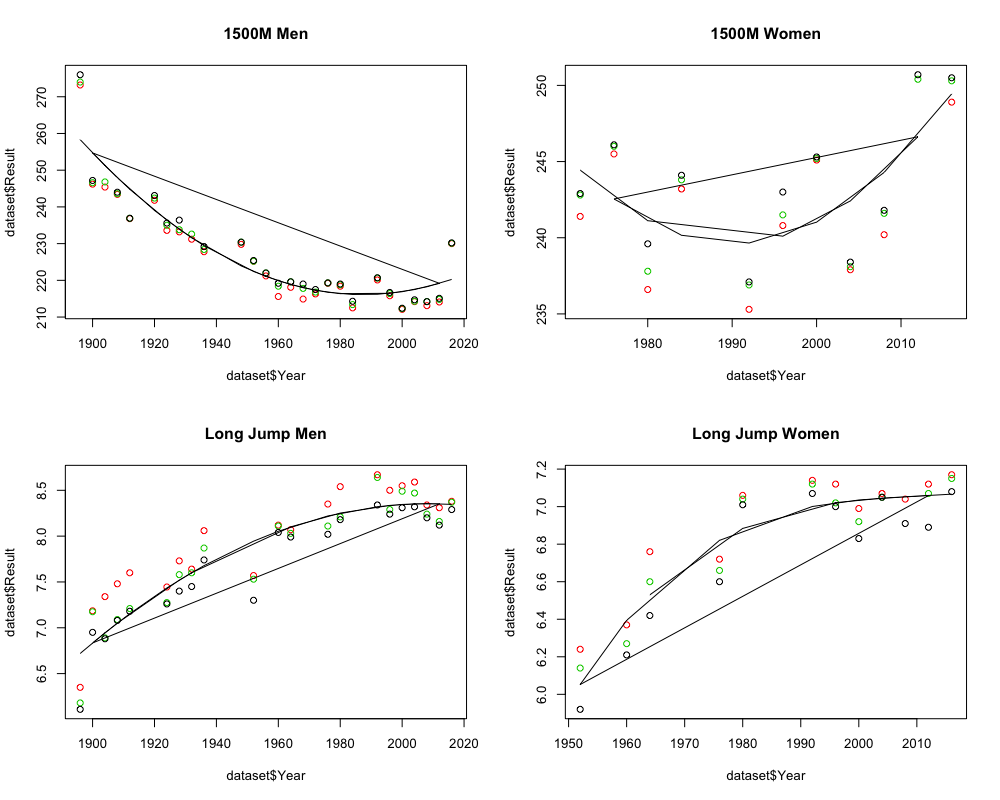 1500M Men
dataset$Result
270
260
250
240
230
220
210
1900 1920 1940 1960 1980 2000 2020
dataset$Year
1500M Women
dataset$Result
250
245
240
235
1980 1990 2000 2010
dataset$Year
Long Jump Men
dataset$Result
8.5
8.0
7.5
7.0
6.5
1900 1920 1940 1960 1980 2000 2020
dataset$Year
Long Jump Women
dataset$Result
7.2
7.0
6.8
6.6
6.4
6.2
6.0
1950 1960 1970 1980 1990 2000 2010
dataset$Year